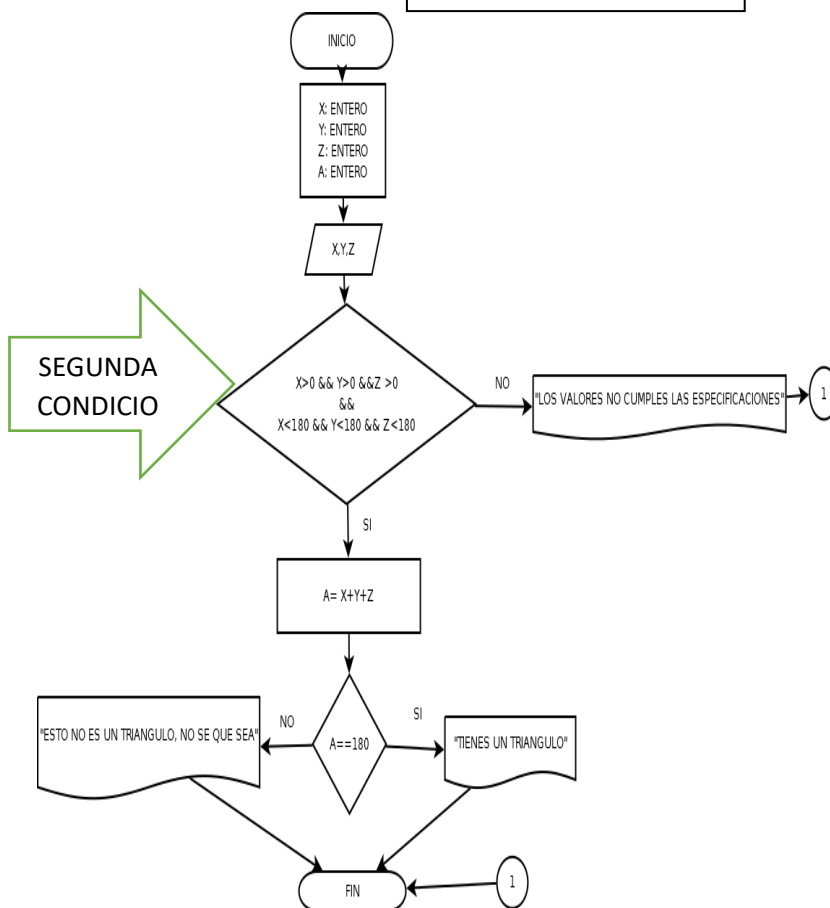 INICIO
X: ENTERO
Y: ENTERO
Z: ENTERO
A: ENTERO
X,Y,Z
SEGUNDA
CONDICIO
X>0 && Y>0 &&Z >0
&&
X<180 && Y<180 && Z<180
NO
"LOS VALORES NO CUMPLES LAS ESPECIFICACIONES"
1
SI
A= X+Y+Z
"ESTO NO ES UN TRIANGULO, NO SE QUE SEA"
NO
A==180
SI
"TIENES UN TRIANGULO"
FIN
1